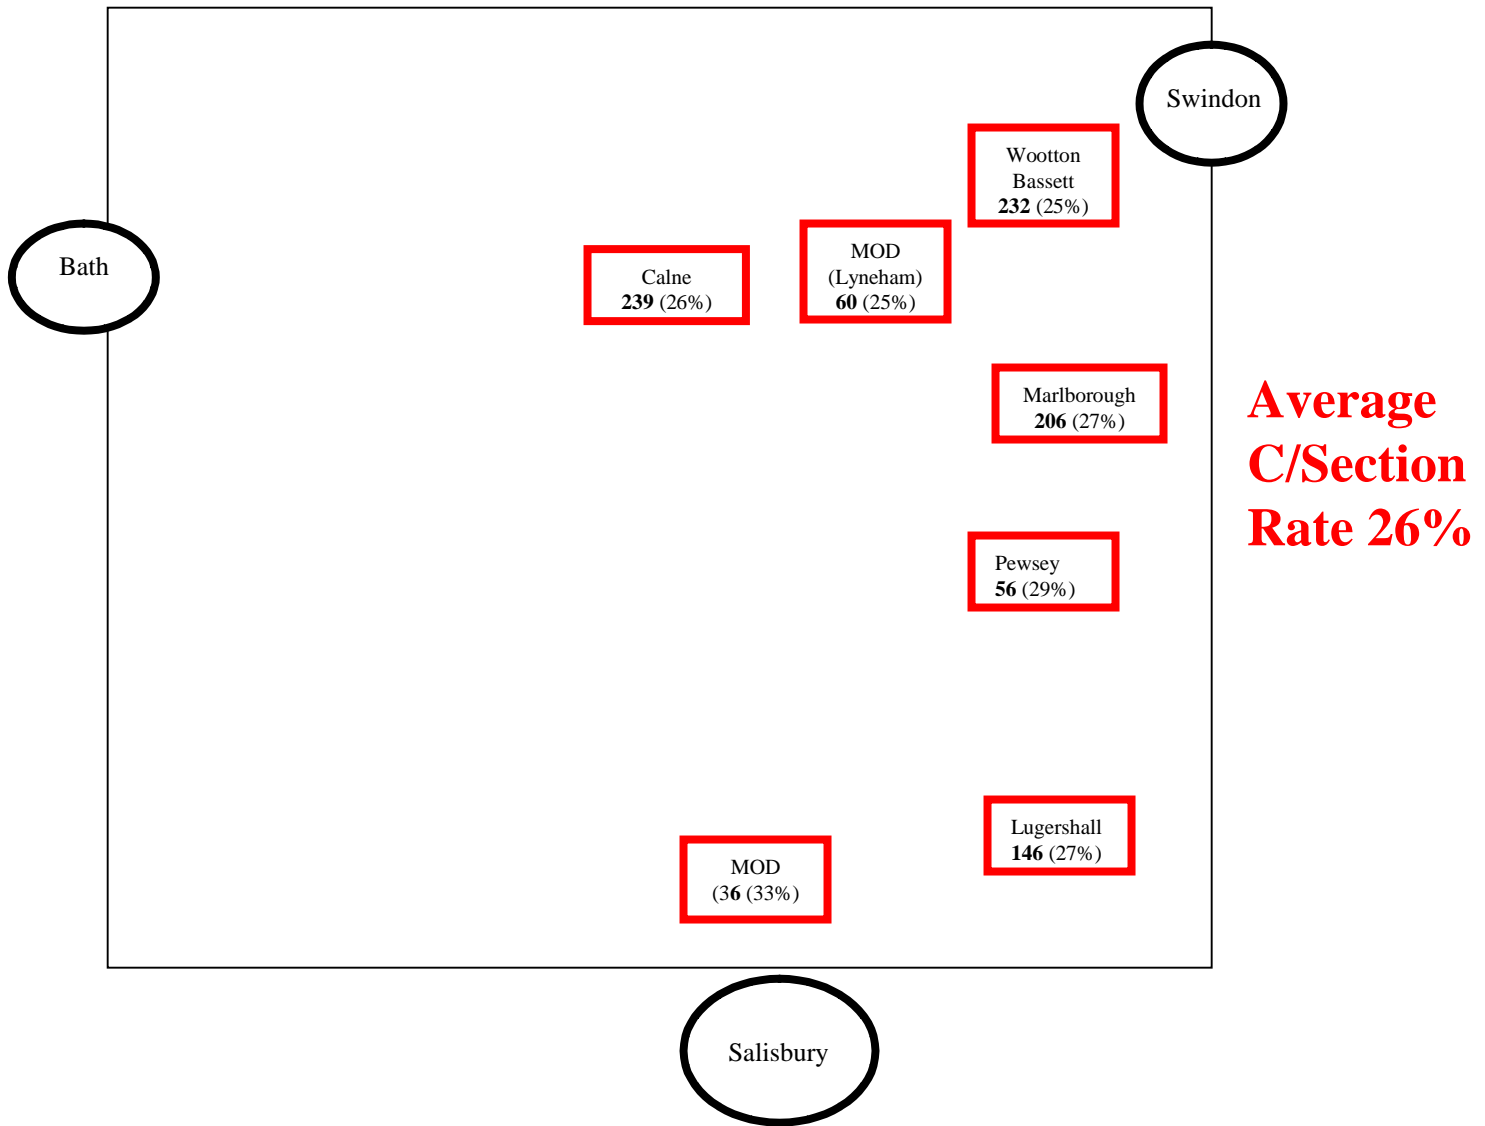 Swindon
Wootton
Bassett
232 (25%)
Bath
MOD
(Lyneham)
60 (25%)
Calne
239 (26%)
Marlborough
206 (27%)
Average
C/Section
Rate 26%
Pewsey
56 (29%)
Lugershall
146 (27%)
MOD
(36 (33%)
Salisbury